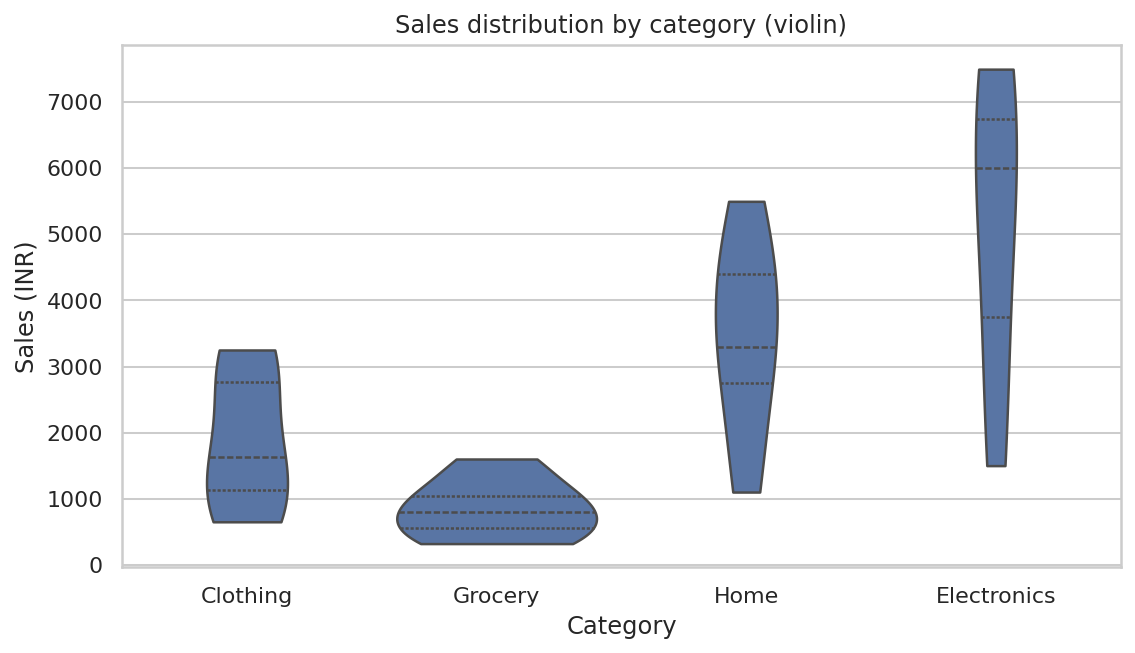 Sales distribution by category (violin)
7000
6000
5000
4000
3000
2000
1000
0
Sales (INR)
Clothing Grocery Home Electronics
Category